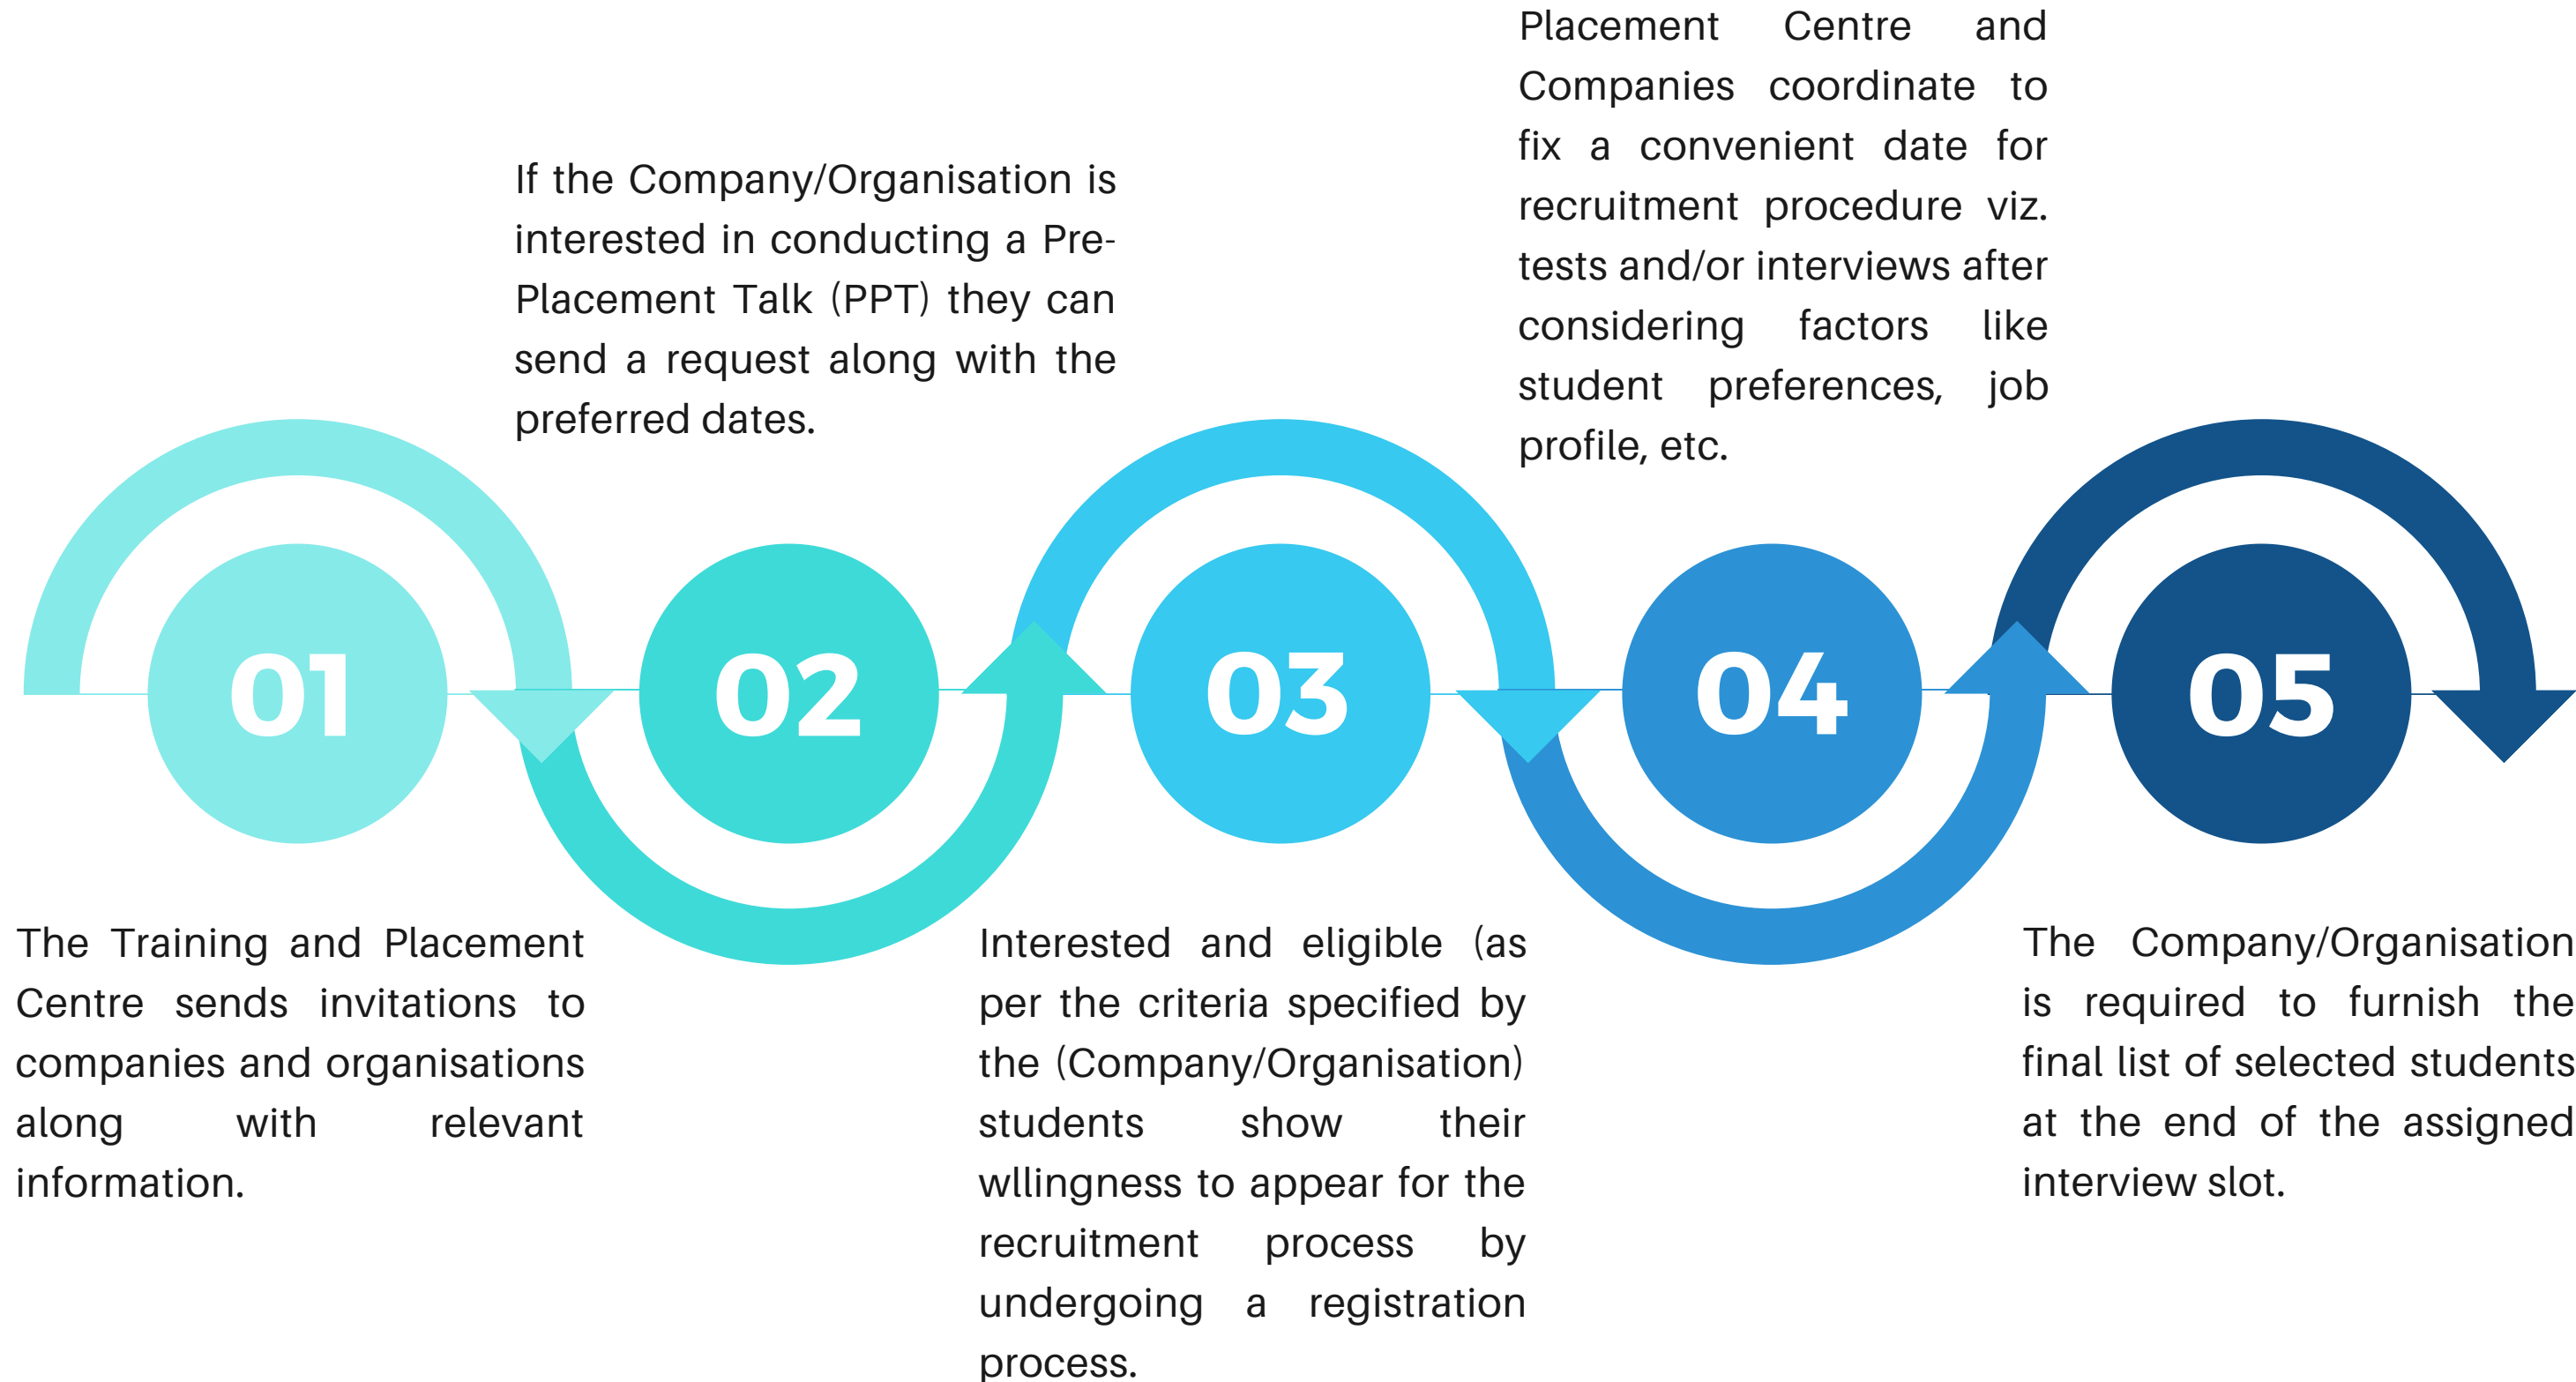 01
The Training and Placement
Centre sends invitations to
companies and organisations
along with relevant
information.
If the Company/Organisation is
interested in conducting a Pre-
Placement Talk (PPT) they can
send a request along with the
preferred dates.
02
03
Interested and eligible (as
per the criteria specified by
the (Company/Organisation)
students show their
wllingness to appear for the
recruitment process by
undergoing a registration
process.
Placement Centre and
Companies coordinate to
fix a convenient date for
recruitment procedure viz.
tests and/or interviews after
considering factors like
student preferences, job
profile, etc.
04
05
The Company/Organisation
is required to furnish the
final list of selected students
at the end of the assigned
interview slot.